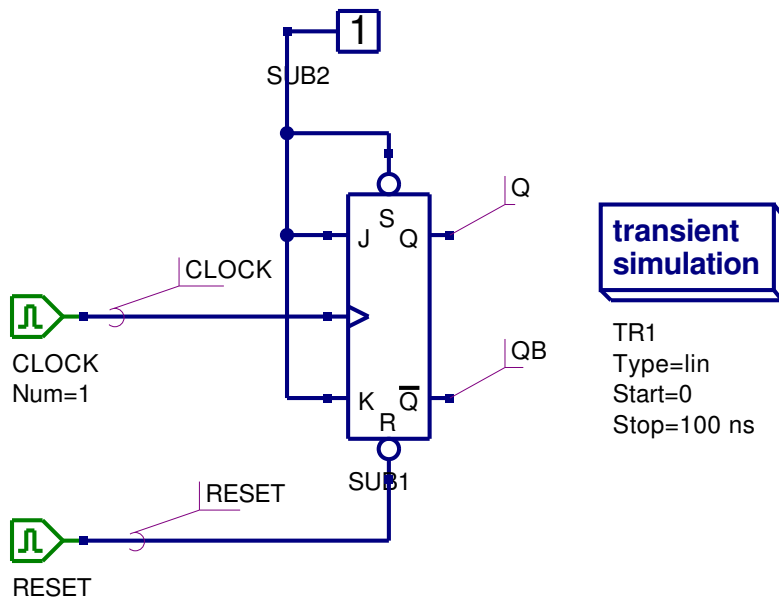 1
SUB2
S
J
Q
Q
CLOCK
CLOCK
Num=1
K
Q
R
QB
SUB1
RESET
RESET
transient
simulation
TR1
Type=lin
Start=0
Stop=100 ns